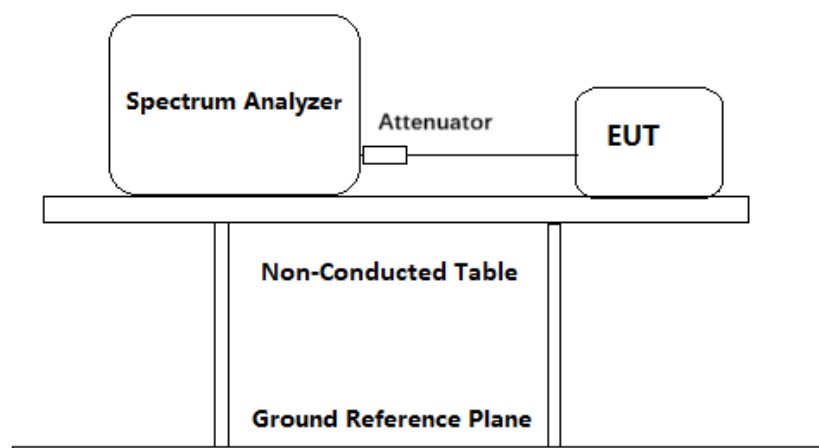 Spectrum Analyzer
Attenuator
EUT
Non-Conducted Table
Ground Reference Plane